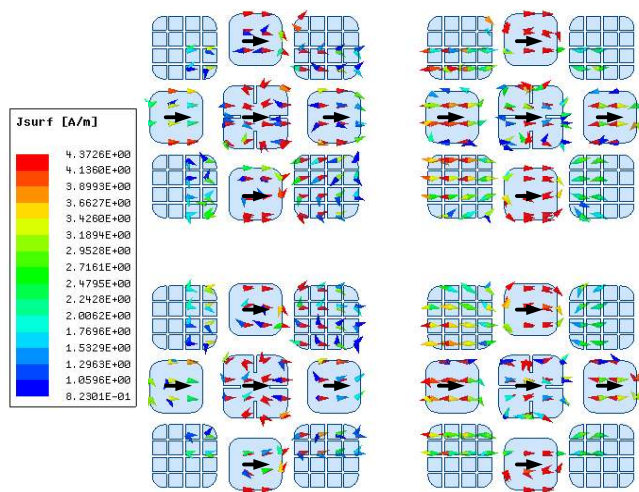 Jsurf [A/m]
4.3726E+00
4.1360E+00
3.8993E+00
3.6627E+00
3.4260E+00
3.1894E+00
2.9528E+00
2.7161E+00
2.4795E+00
2.2428E+00
2.0062E+00
1.7696E+00
1.5329E+00
1.2963E+00
1.0596E+00
8.2301E-01